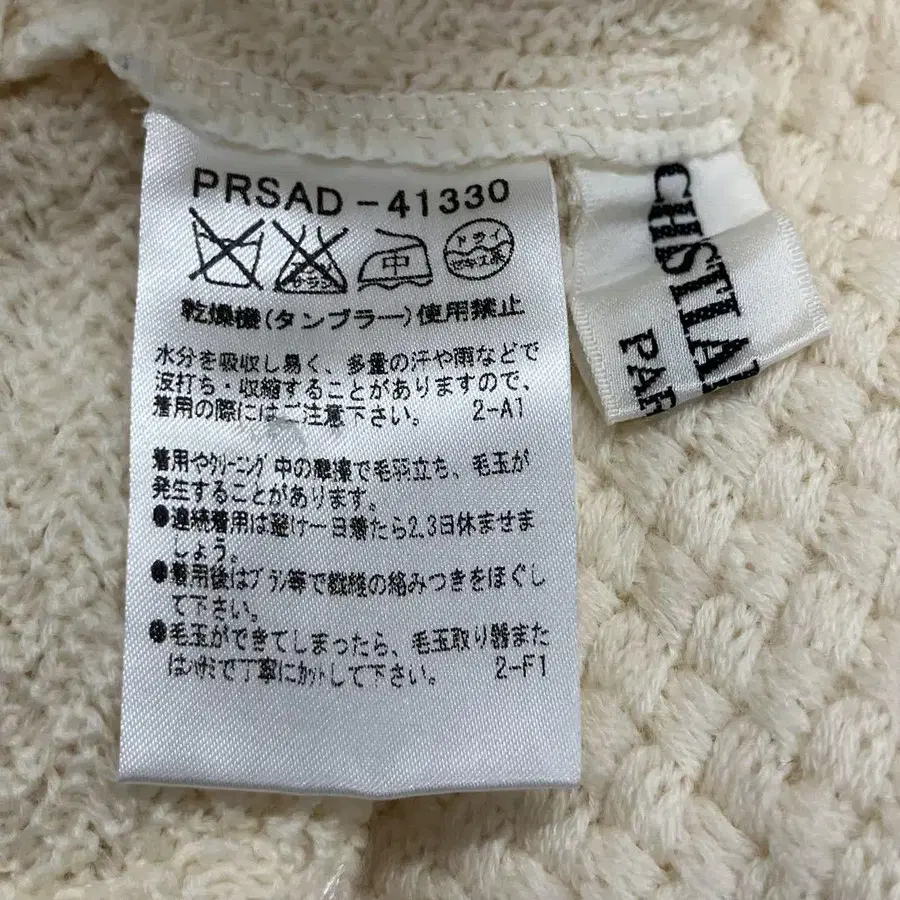 PRSAD-41330
中
ドライ
セキユ系
乾燥機(タンブラー)使用禁止
水分を吸収し易く、多量の汗や雨などで
波打ち・収縮することがありますので、
着用の際にはご注意下さい。 2-A1
着用やクリーニング中の摩擦で毛羽立ち、毛玉が
発生することがあります。
●連続着用は避け一日着たら2,3日休ませま
しょう。
●着用後はブラシ等で繊維の絡みつきをほぐし
て下さい。
●毛玉ができてしまったら、毛玉取り器また
はハサミで丁寧にカットして下さい。 2-F1
CHSTIA
PAR